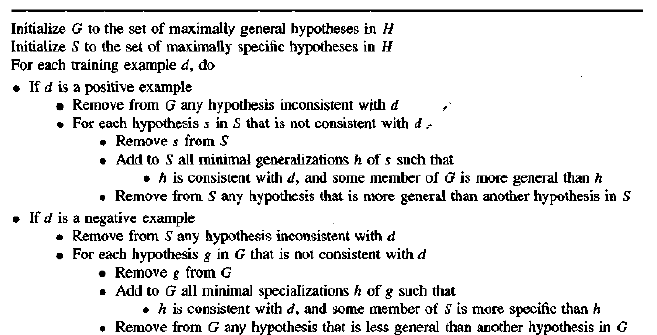 Initialize G to the set of maximally general hypotheses in H
Initialize S to the set of maximally specific hypotheses in H
For each training example d, do
• If d is a positive example
• Remove from G any hypothesis inconsistent with d
• For each hypothesis s in S that is not consistent with d
• Remove s from S
• Add to S all minimal generalizations h of s such that
• h is consistent with d, and some member of G is more general than h
• Remove from S any hypothesis that is more general than another hypothesis in S
• If d is a negative example
• Remove from S any hypothesis inconsistent with d
• For each hypothesis g in G that is not consistent with d
• Remove g from G
• Add to G all minimal specializations h of g such that
• h is consistent with d, and some member of S is more specific than h
• Remove from G any hypothesis that is less general than another hypothesis in G